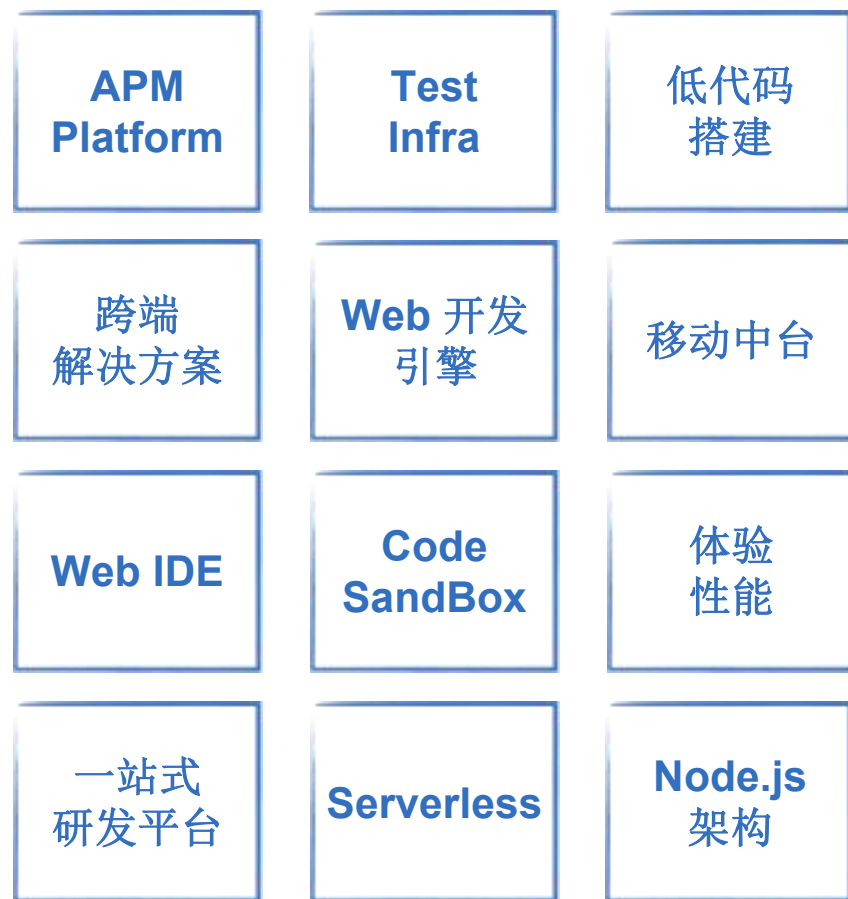 APM
Platform
Test
Infra
低代码
搭建
跨端
解决方案
Web 开发
引擎
移动中台
Web IDE
Code
SandBox
体验
性能
一站式
研发平台
Serverless
Node.js
架构